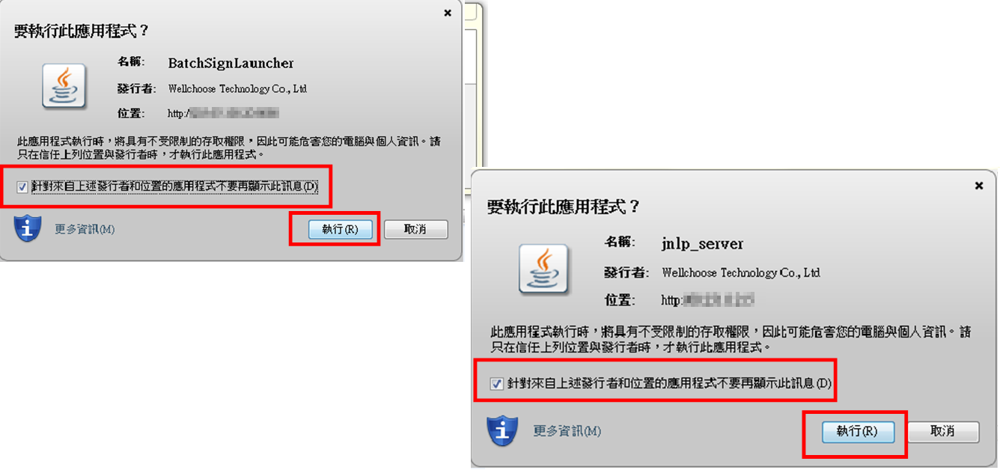 要執行此應用程式？
名稱: BatchSignLauncher
發行者: Wellchoose Technology Co., Ltd
位置: http:/
此應用程式執行時，將具有不受限制的存取權限，因此可能危害您的電腦與個人資訊。請
只在信任上列位置與發行者時，才執行此應用程式。
針對來自上述發行者和位置的應用程式不要再顯示此訊息(D)
更多資訊(M) 執行(R) 取消
要執行此應用程式？
名稱: jnlp_server
發行者: Wellchoose Technology Co., Ltd
位置: http:
此應用程式執行時，將具有不受限制的存取權限，因此可能危害您的電腦與個人資訊。請
只在信任上列位置與發行者時，才執行此應用程式。
針對來自上述發行者和位置的應用程式不要再顯示此訊息(D)
更多資訊(M) 執行(R) 取消